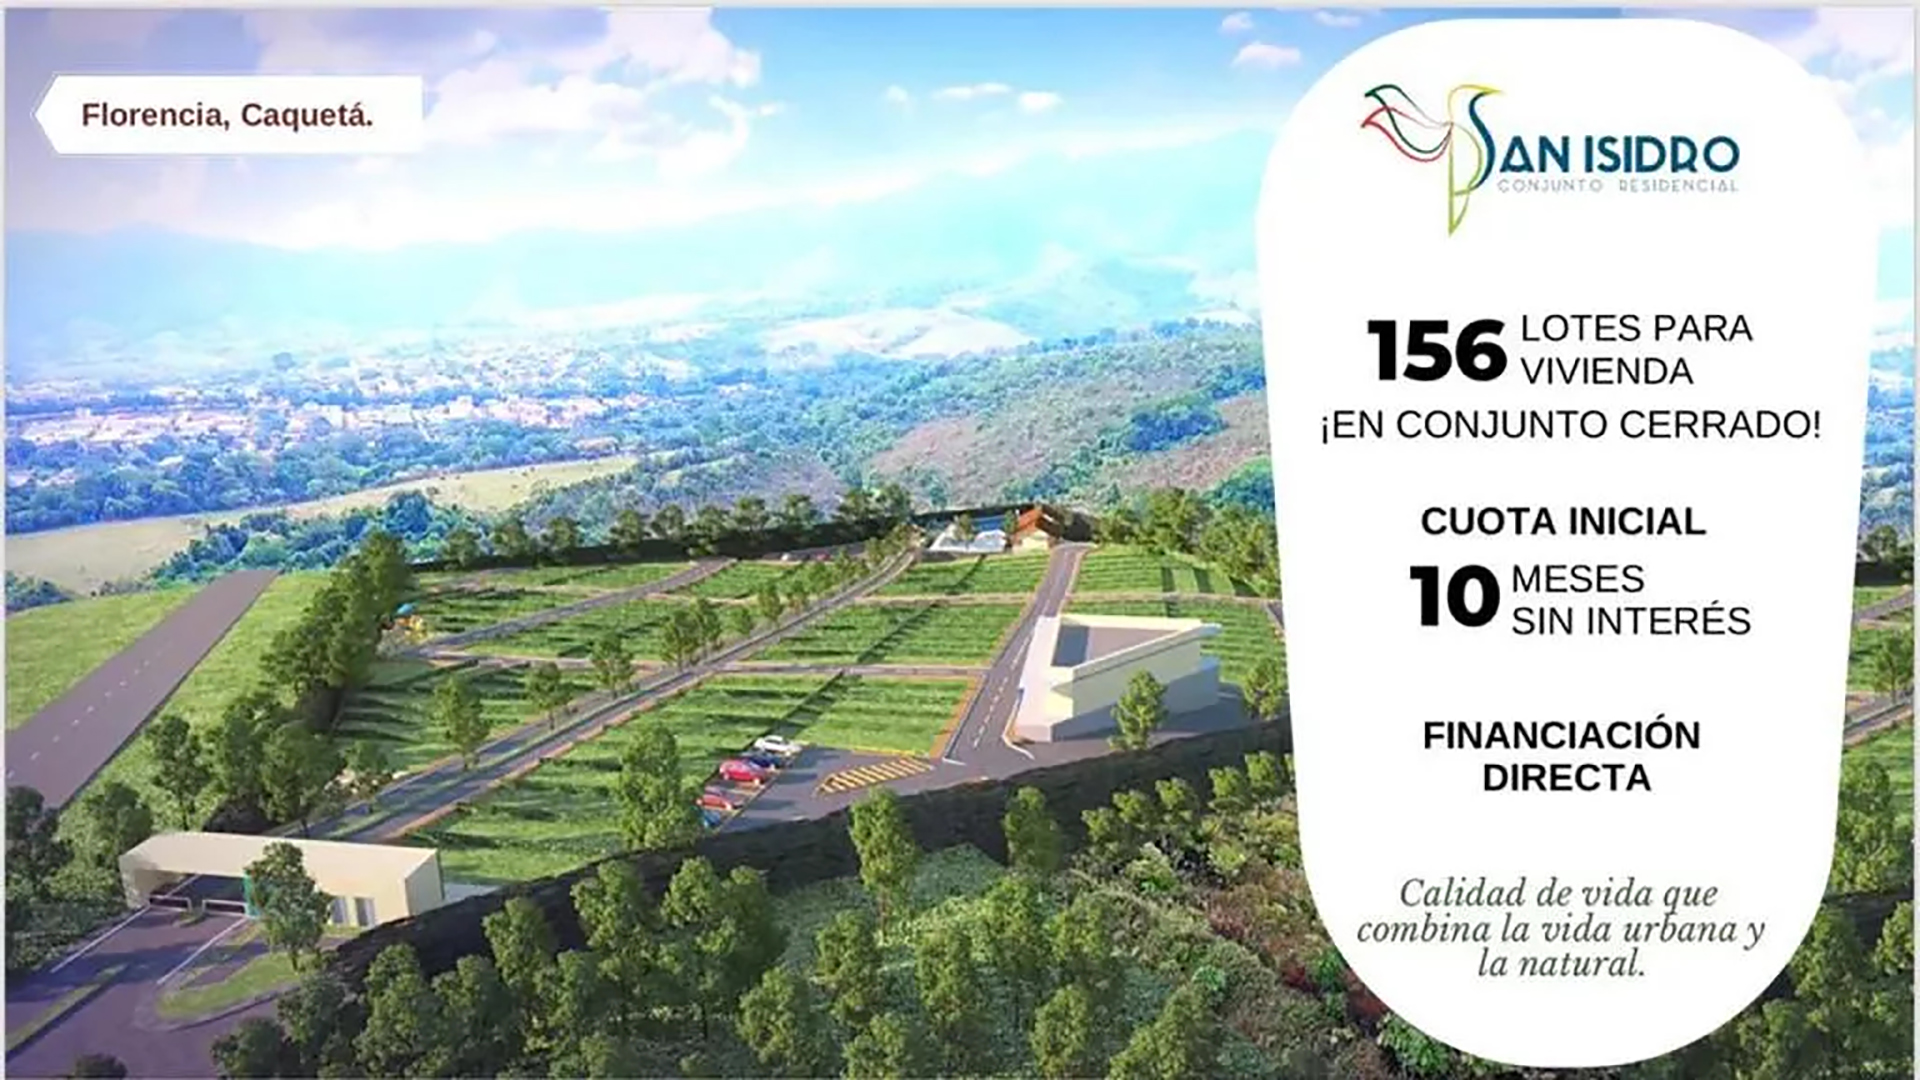 Florencia, Caquetá.
SAN ISIDRO
CONJUNTO RESIDENCIAL
156 LOTES PARA
VIVIENDA
¡EN CONJUNTO CERRADO!
CUOTA INICIAL
10 MESES
SIN INTERÉS
FINANCIACIÓN
DIRECTA
Calidad de vida que
combina la vida urbana y
la natural.